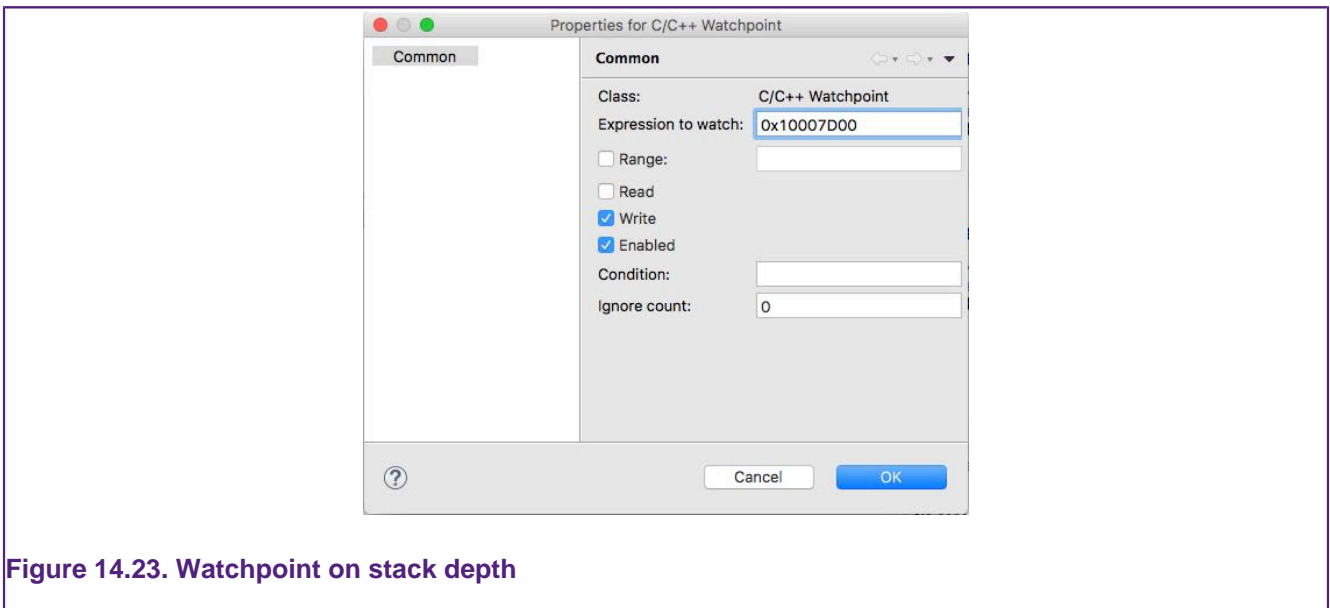 Properties for C/C++ Watchpoint
Common
Common
Class: C/C++ Watchpoint
Expression to watch: 0x10007D00
Range:
Read
Write
Enabled
Condition:
Ignore count: 0
?
Cancel OK
Figure 14.23. Watchpoint on stack depth